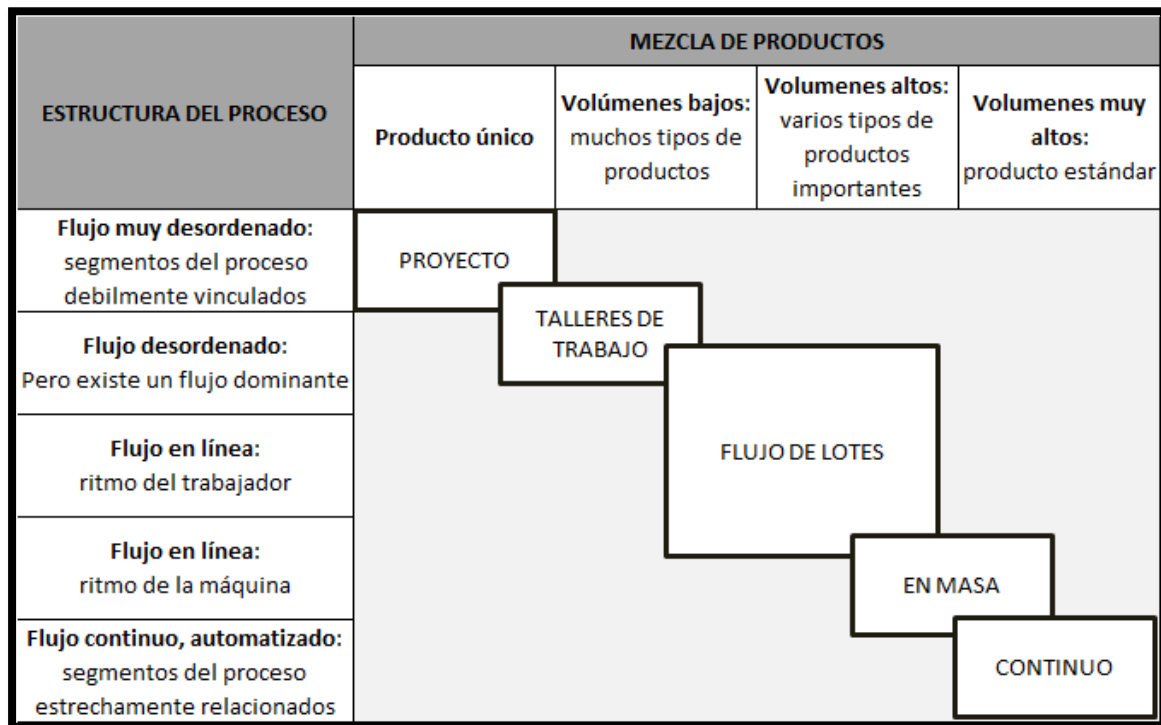 MEZCLA DE PRODUCTOS
ESTRUCTURA DEL PROCESO
Producto único
Volúmenes bajos:
muchos tipos de
productos
Volumenes altos:
varios tipos de
productos
importantes
Volumenes muy
altos:
producto estándar
Flujo muy desordenado:
segmentos del proceso
debilmente vinculados
PROYECTO
TALLERES DE
TRABAJO
Flujo desordenado:
Pero existe un flujo dominante
Flujo en línea:
ritmo del trabajador
FLUJO DE LOTES
Flujo en línea:
ritmo de la máquina
EN MASA
Flujo continuo, automatizado:
segmentos del proceso
estrechamente relacionados
CONTINUO